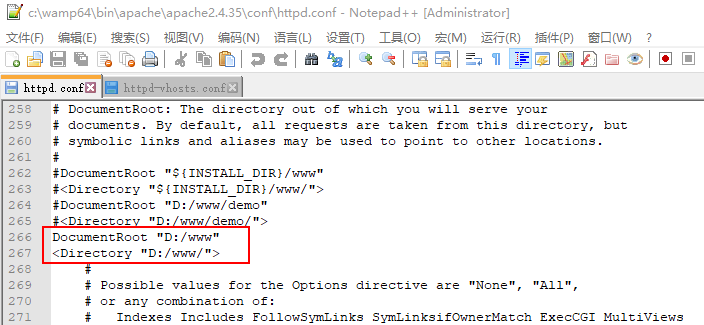 c:\wamp64\bin\apache\apache2.4.35\conf\httpd.conf - Notepad++ [Administrator]
文件(F) 编辑(E) 搜索(S) 视图(V) 编码(N) 语言(L) 设置(T) 工具(O) 宏(M) 运行(R) 插件(P) 窗口(W) ?
httpd.conf httpd-vhosts.conf
258 # DocumentRoot: The directory out of which you will serve your
259 # documents. By default, all requests are taken from this directory, but
260 # symbolic links and aliases may be used to point to other locations.
261 #
262 #DocumentRoot "${INSTALL_DIR}/www"
263 #<Directory "${INSTALL_DIR}/www/">
264 #DocumentRoot "D:/www/demo"
265 #<Directory "D:/www/demo/">
266 DocumentRoot "D:/www"
267 <Directory "D:/www/">
268 #
269 # Possible values for the Options directive are "None", "All",
270 # or any combination of:
271 # Indexes Includes FollowSymLinks SymLinksifOwnerMatch ExecCGI MultiViews